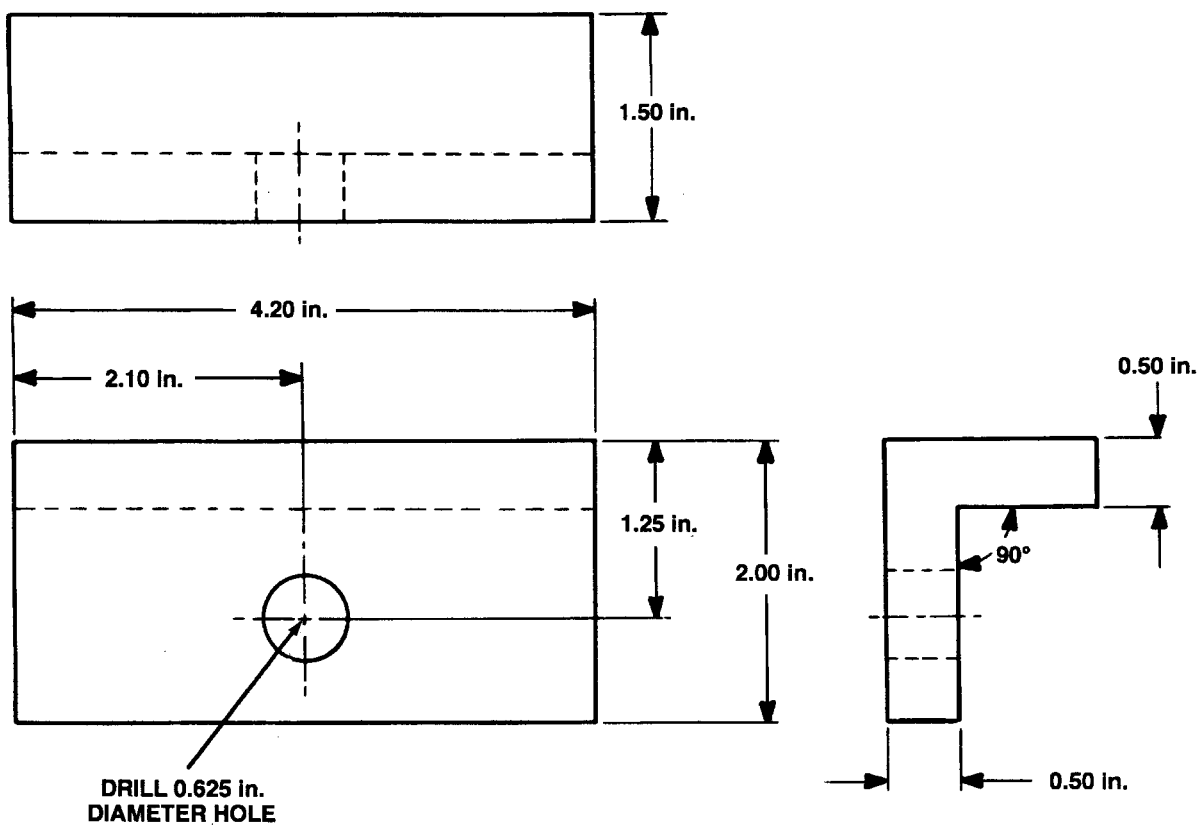 1.50 in.
4.20 in.
2.10 in.
0.50 in.
1.25 in.
90°
2.00 in.
0.50 in.
DRILL 0.625 in.
DIAMETER HOLE